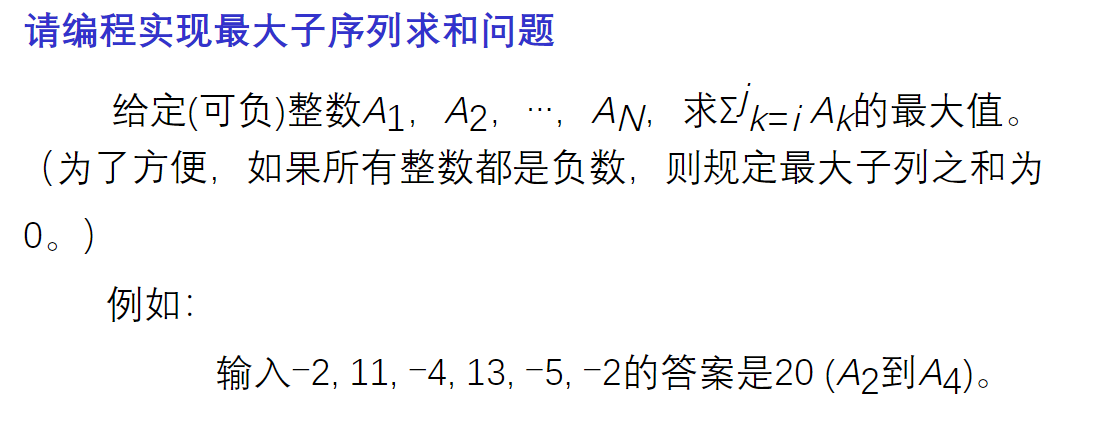 请编程实现最大子序列求和问题
给定(可负)整数A1，A2，…，AN，求Σjk=i Ak的最大值。
（为了方便，如果所有整数都是负数，则规定最大子列之和为
0。）
例如：
输入−2, 11, −4, 13, −5, −2的答案是20 (A2到A4)。